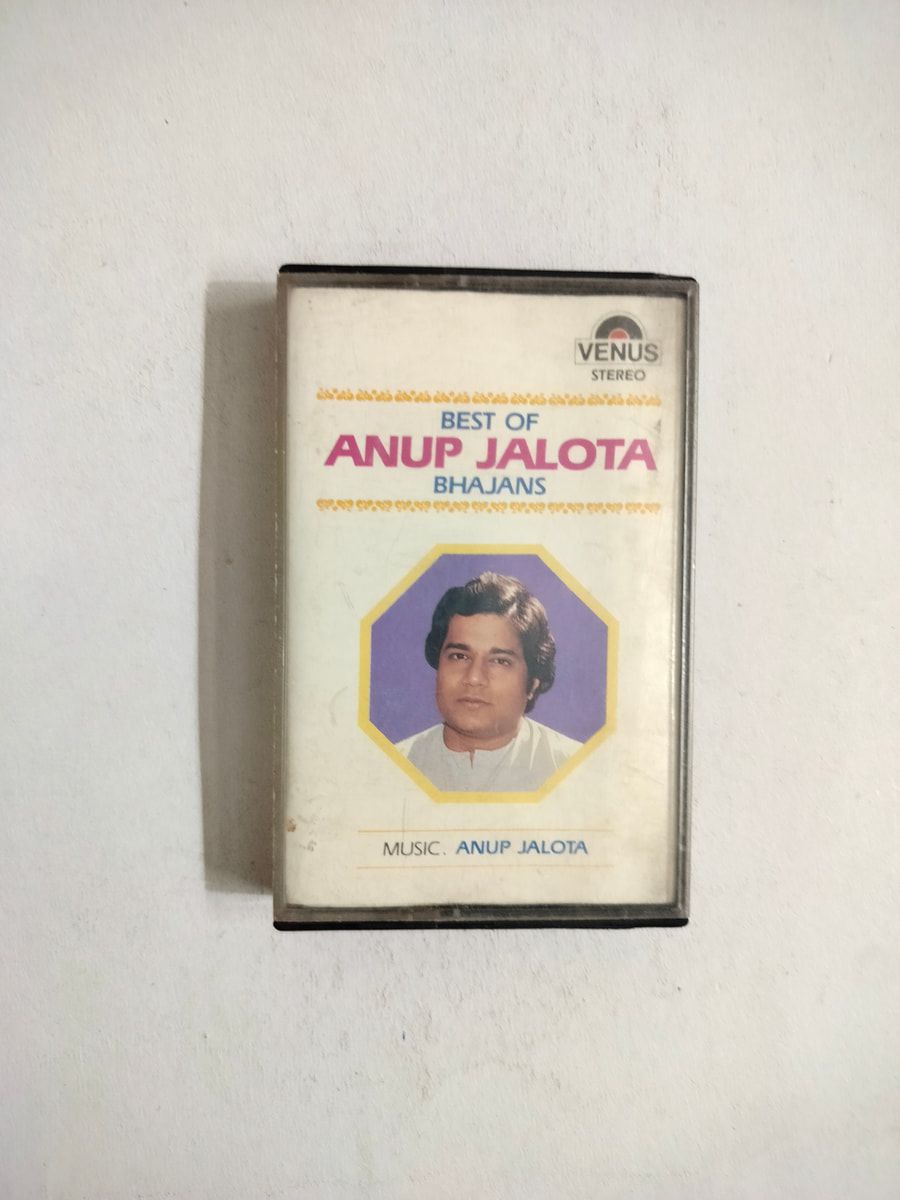 VENUS
STEREO
BEST OF
ANUP JALOTA
BHAJANS
MUSIC. ANUP JALOTA